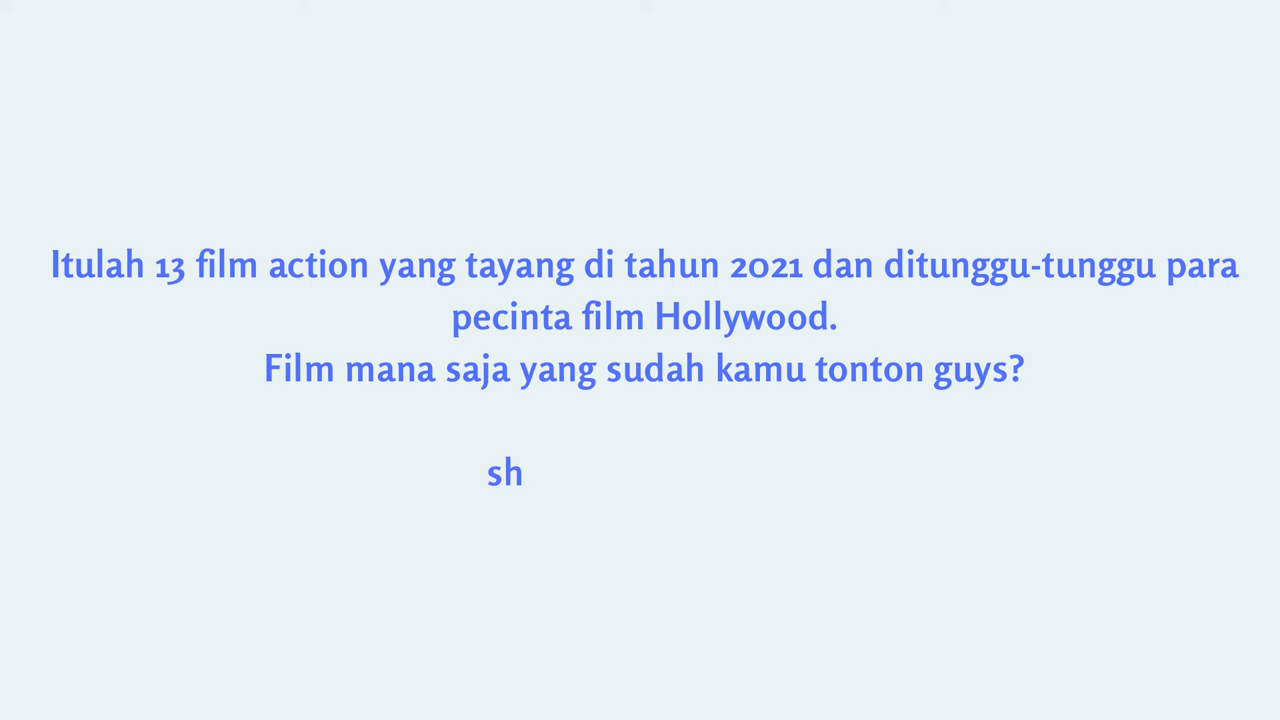 Itulah 13 film action yang tayang di tahun 2021 dan ditunggu-tunggu para
pecinta film Hollywood.
Film mana saja yang sudah kamu tonton guys?
sh